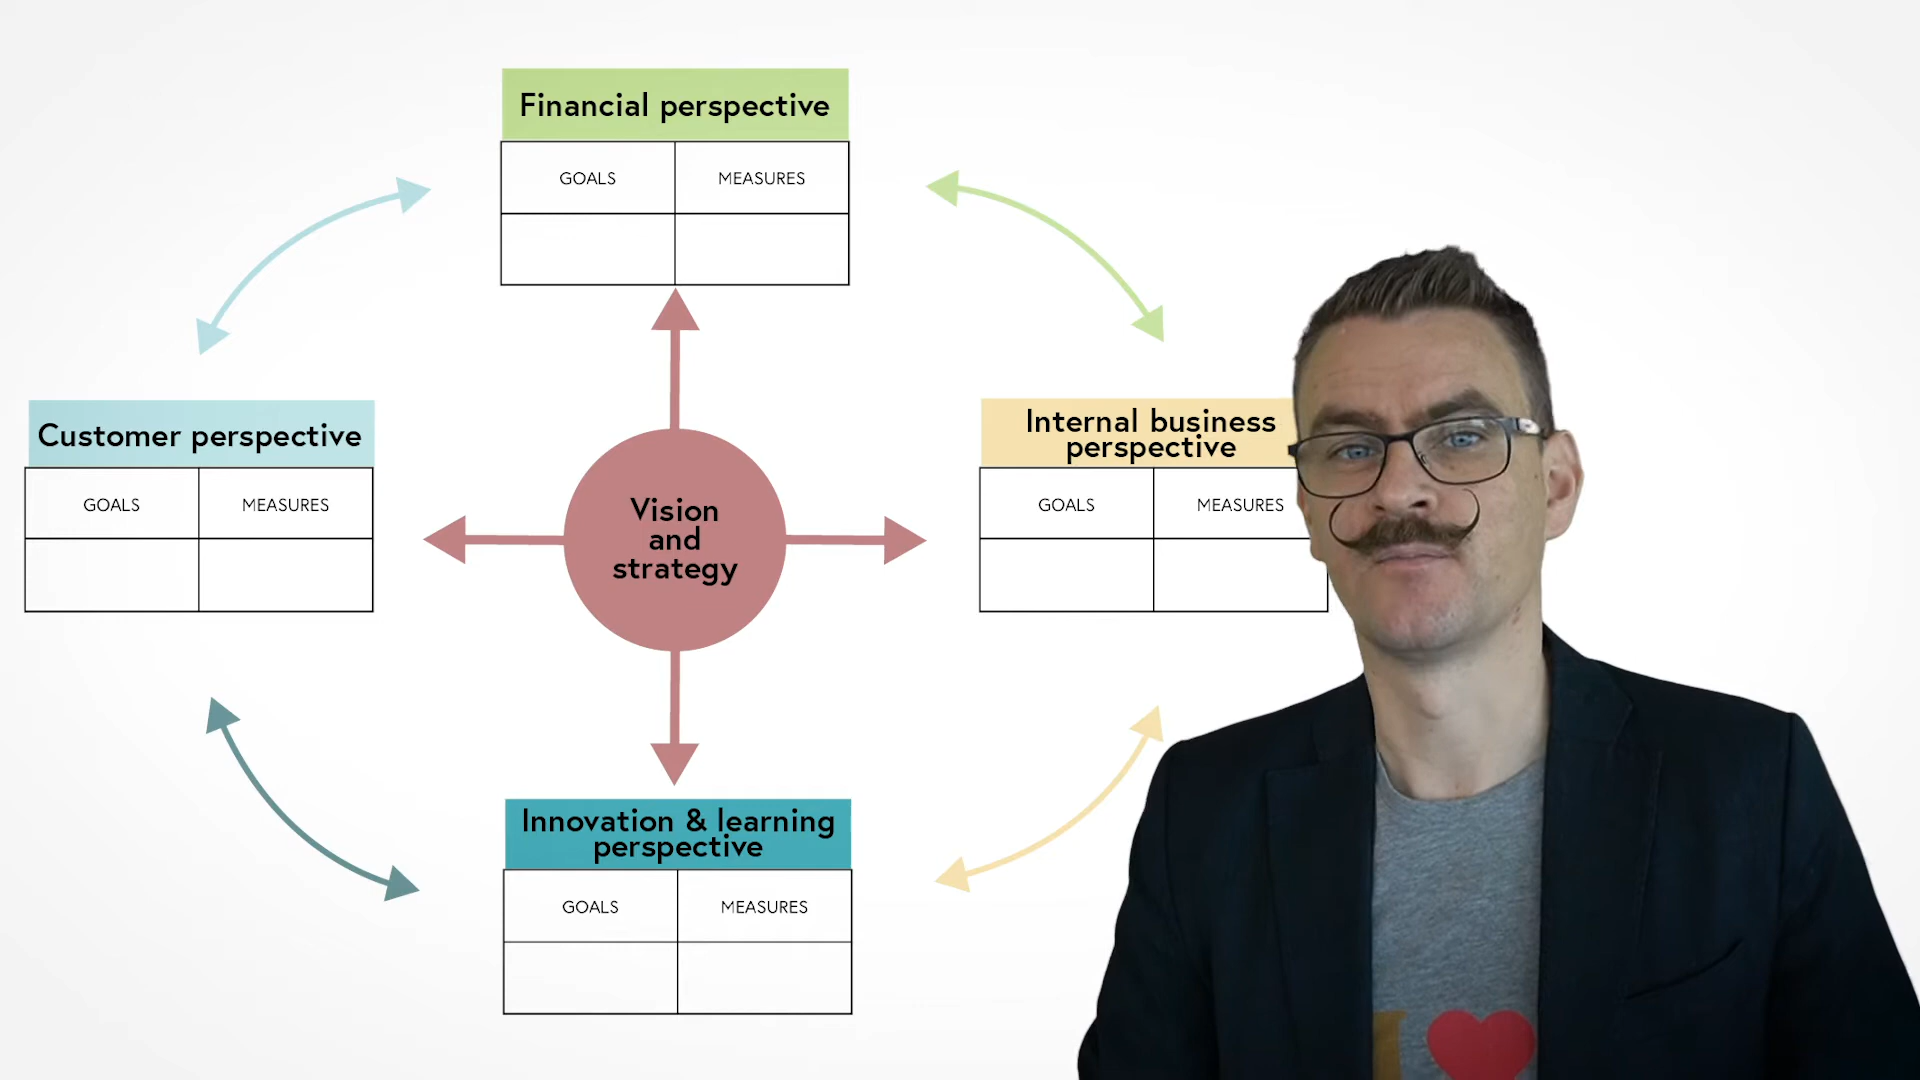 Financial perspective
GOALS MEASURES
Customer perspective
GOALS MEASURES
Vision
and
strategy
Internal business
perspective
GOALS MEASURES
Innovation & learning
perspective
GOALS MEASURES
I ♥